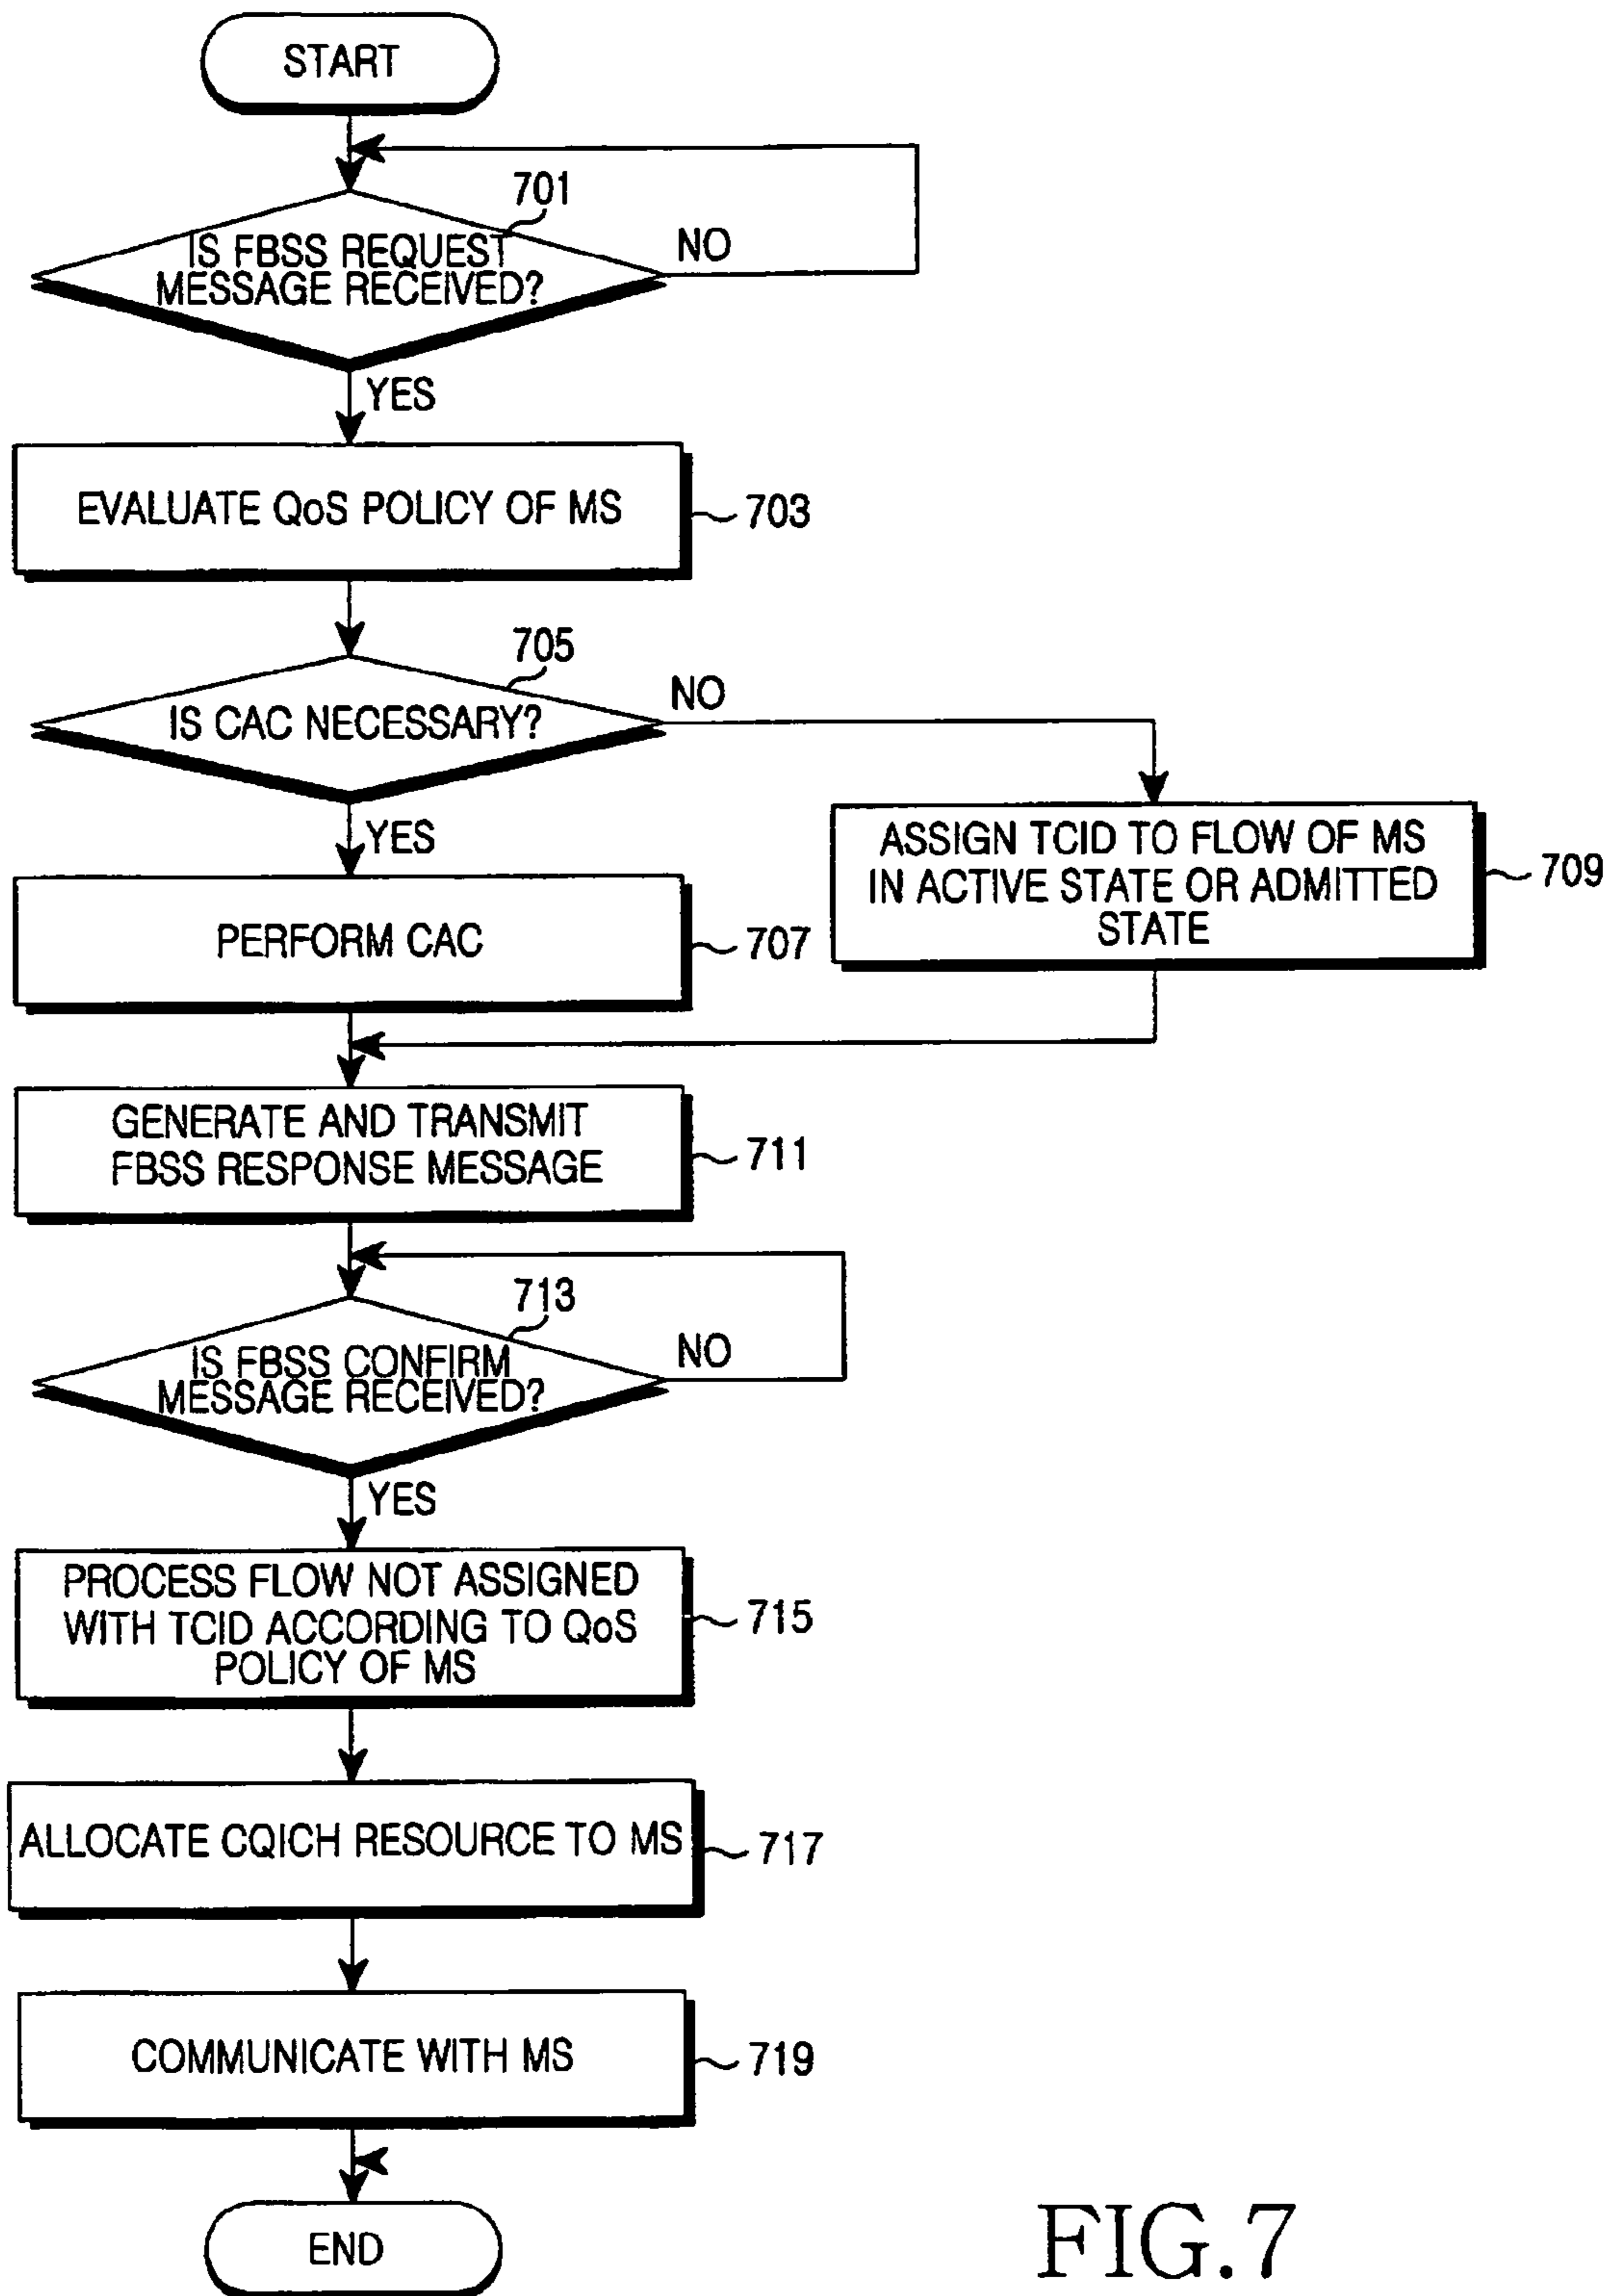 START
701
IS FBSS REQUEST
MESSAGE RECEIVED?
NO
YES
EVALUATE QoS POLICY OF MS
703
705
IS CAC NECESSARY?
NO
YES
PERFORM CAC
707
ASSIGN TCID TO FLOW OF MS
IN ACTIVE STATE OR ADMITTED
STATE
709
GENERATE AND TRANSMIT
FBSS RESPONSE MESSAGE
711
713
IS FBSS CONFIRM
MESSAGE RECEIVED?
NO
YES
PROCESS FLOW NOT ASSIGNED
WITH TCID ACCORDING TO QoS
POLICY OF MS
715
ALLOCATE CQICH RESOURCE TO MS
717
COMMUNICATE WITH MS
719
END
FIG.7